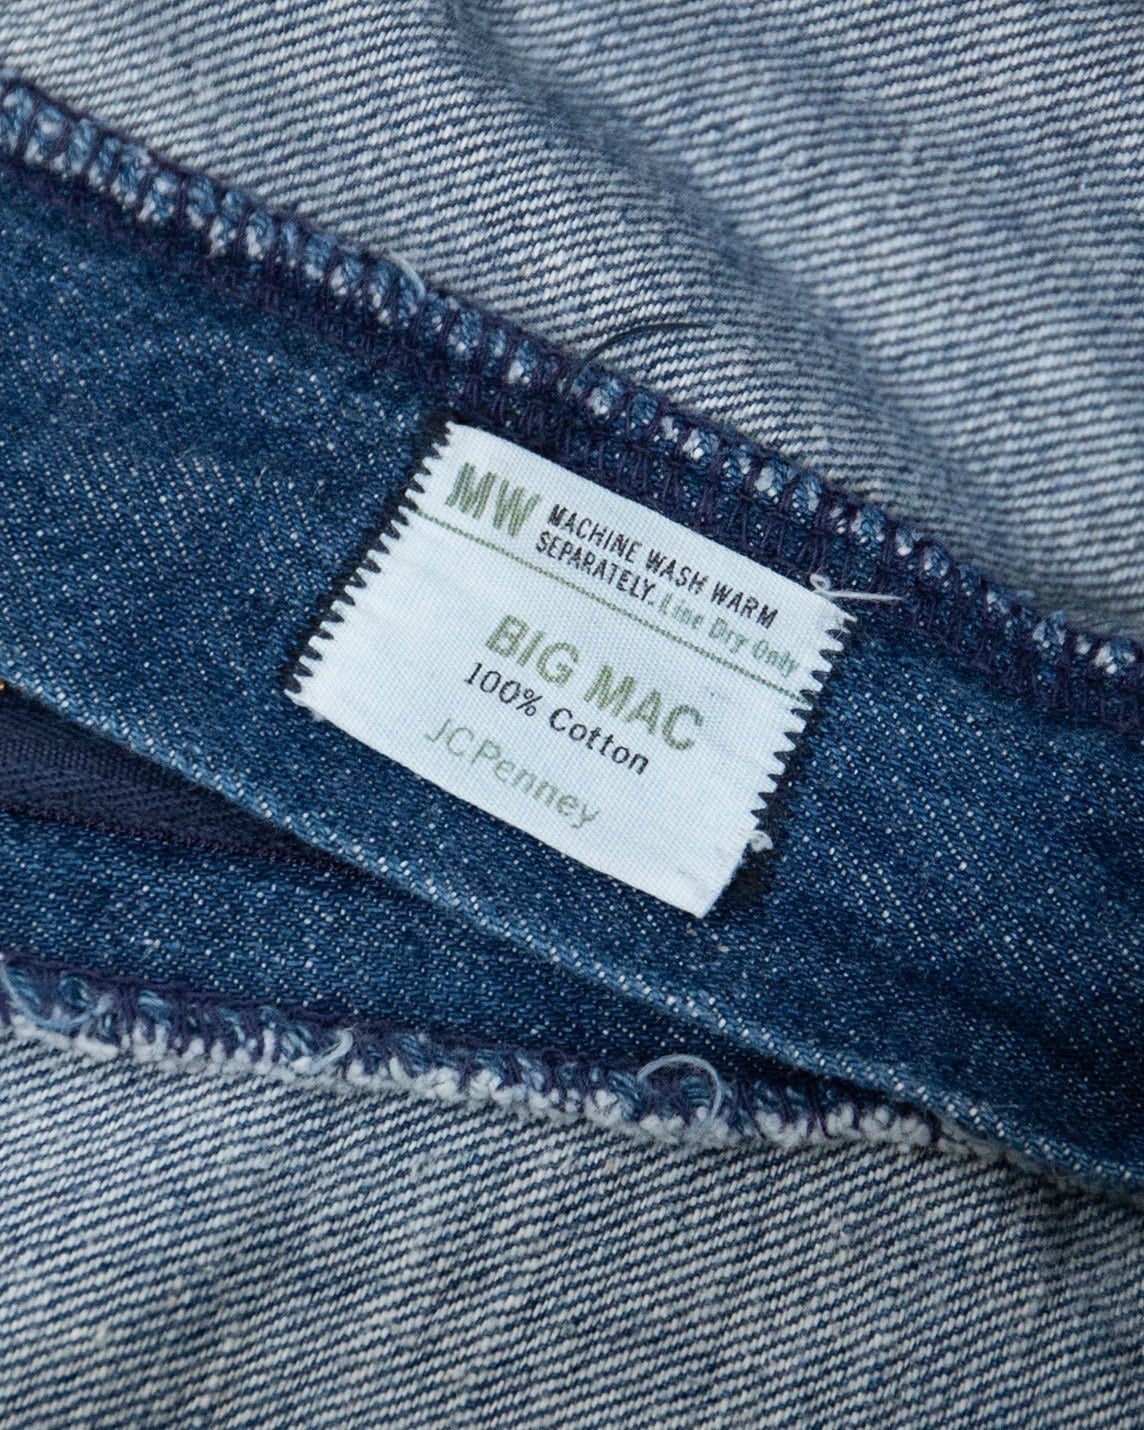 MW MACHINE WASH WARM
SEPARATELY. Line Dry Only
BIG MAC
100% Cotton
JCPenney